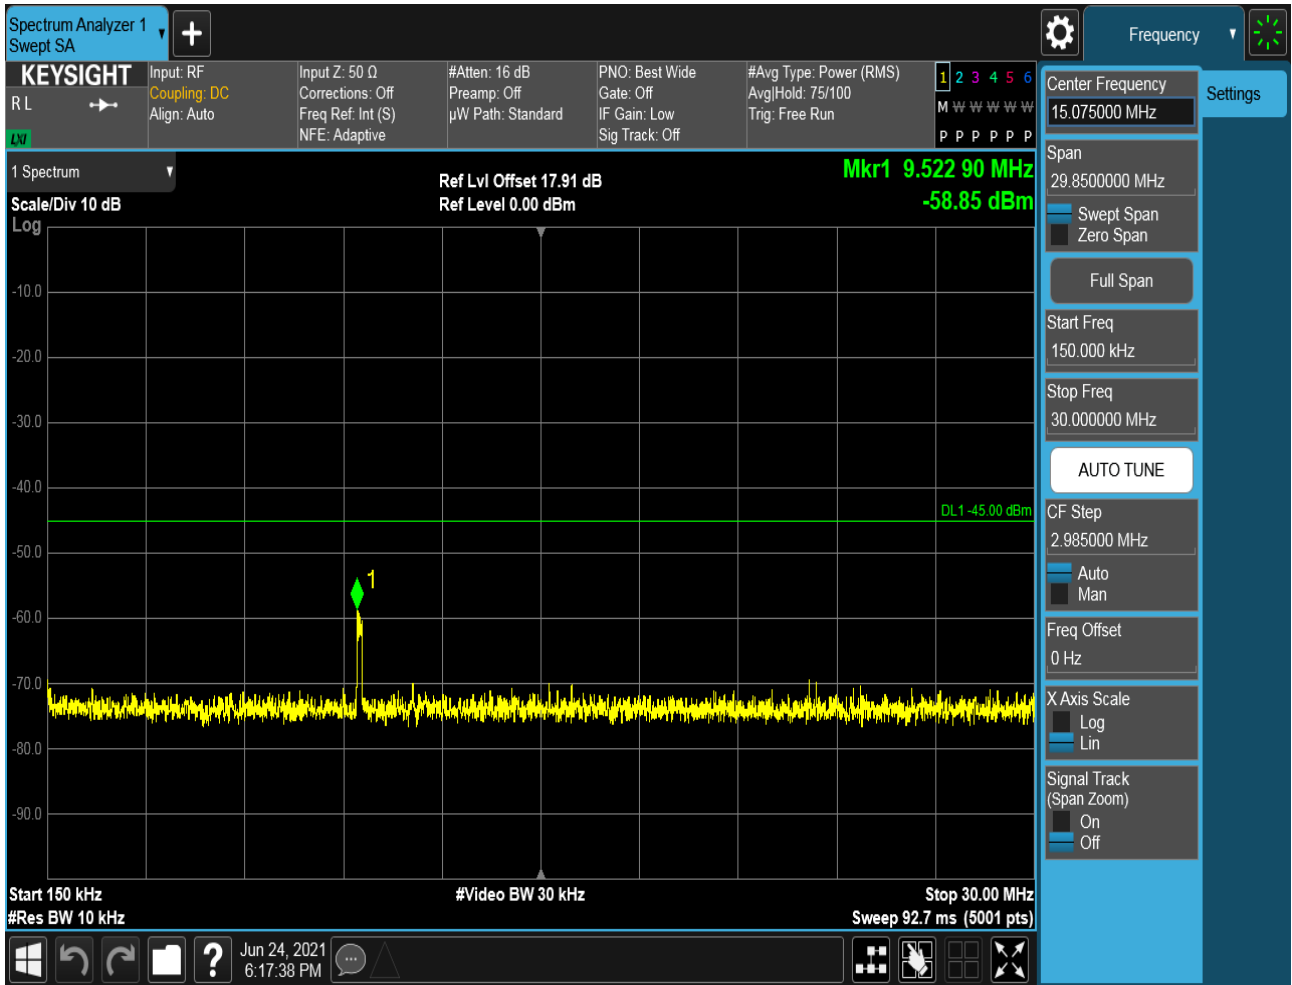 Spectrum Analyzer 1
Swept SA
Frequency
KEYSIGHT
R L
LXI
Input: RF
Coupling: DC
Align: Auto
Input Z: 50 Ω
Corrections: Off
Freq Ref: Int (S)
NFE: Adaptive
#Atten: 16 dB
Preamp: Off
µW Path: Standard
PNO: Best Wide
Gate: Off
IF Gain: Low
Sig Track: Off
#Avg Type: Power (RMS)
Avg|Hold: 75/100
Trig: Free Run
1 2 3 4 5 6
M W W W W W
P P P P P P
1 Spectrum
Scale/Div 10 dB
Log
Ref Lvl Offset 17.91 dB
Ref Level 0.00 dBm
Mkr1 9.522 90 MHz
-58.85 dBm
-10.0
-20.0
-30.0
-40.0
DL1 -45.00 dBm
-50.0
1
-60.0
-70.0
-80.0
-90.0
Start 150 kHz
#Res BW 10 kHz
#Video BW 30 kHz
Stop 30.00 MHz
Sweep 92.7 ms (5001 pts)
?
Jun 24, 2021
6:17:38 PM
Center Frequency
15.075000 MHz
Settings
Span
29.8500000 MHz
Swept Span
Zero Span
Full Span
Start Freq
150.000 kHz
Stop Freq
30.000000 MHz
AUTO TUNE
CF Step
2.985000 MHz
Auto
Man
Freq Offset
0 Hz
X Axis Scale
Log
Lin
Signal Track
(Span Zoom)
On
Off